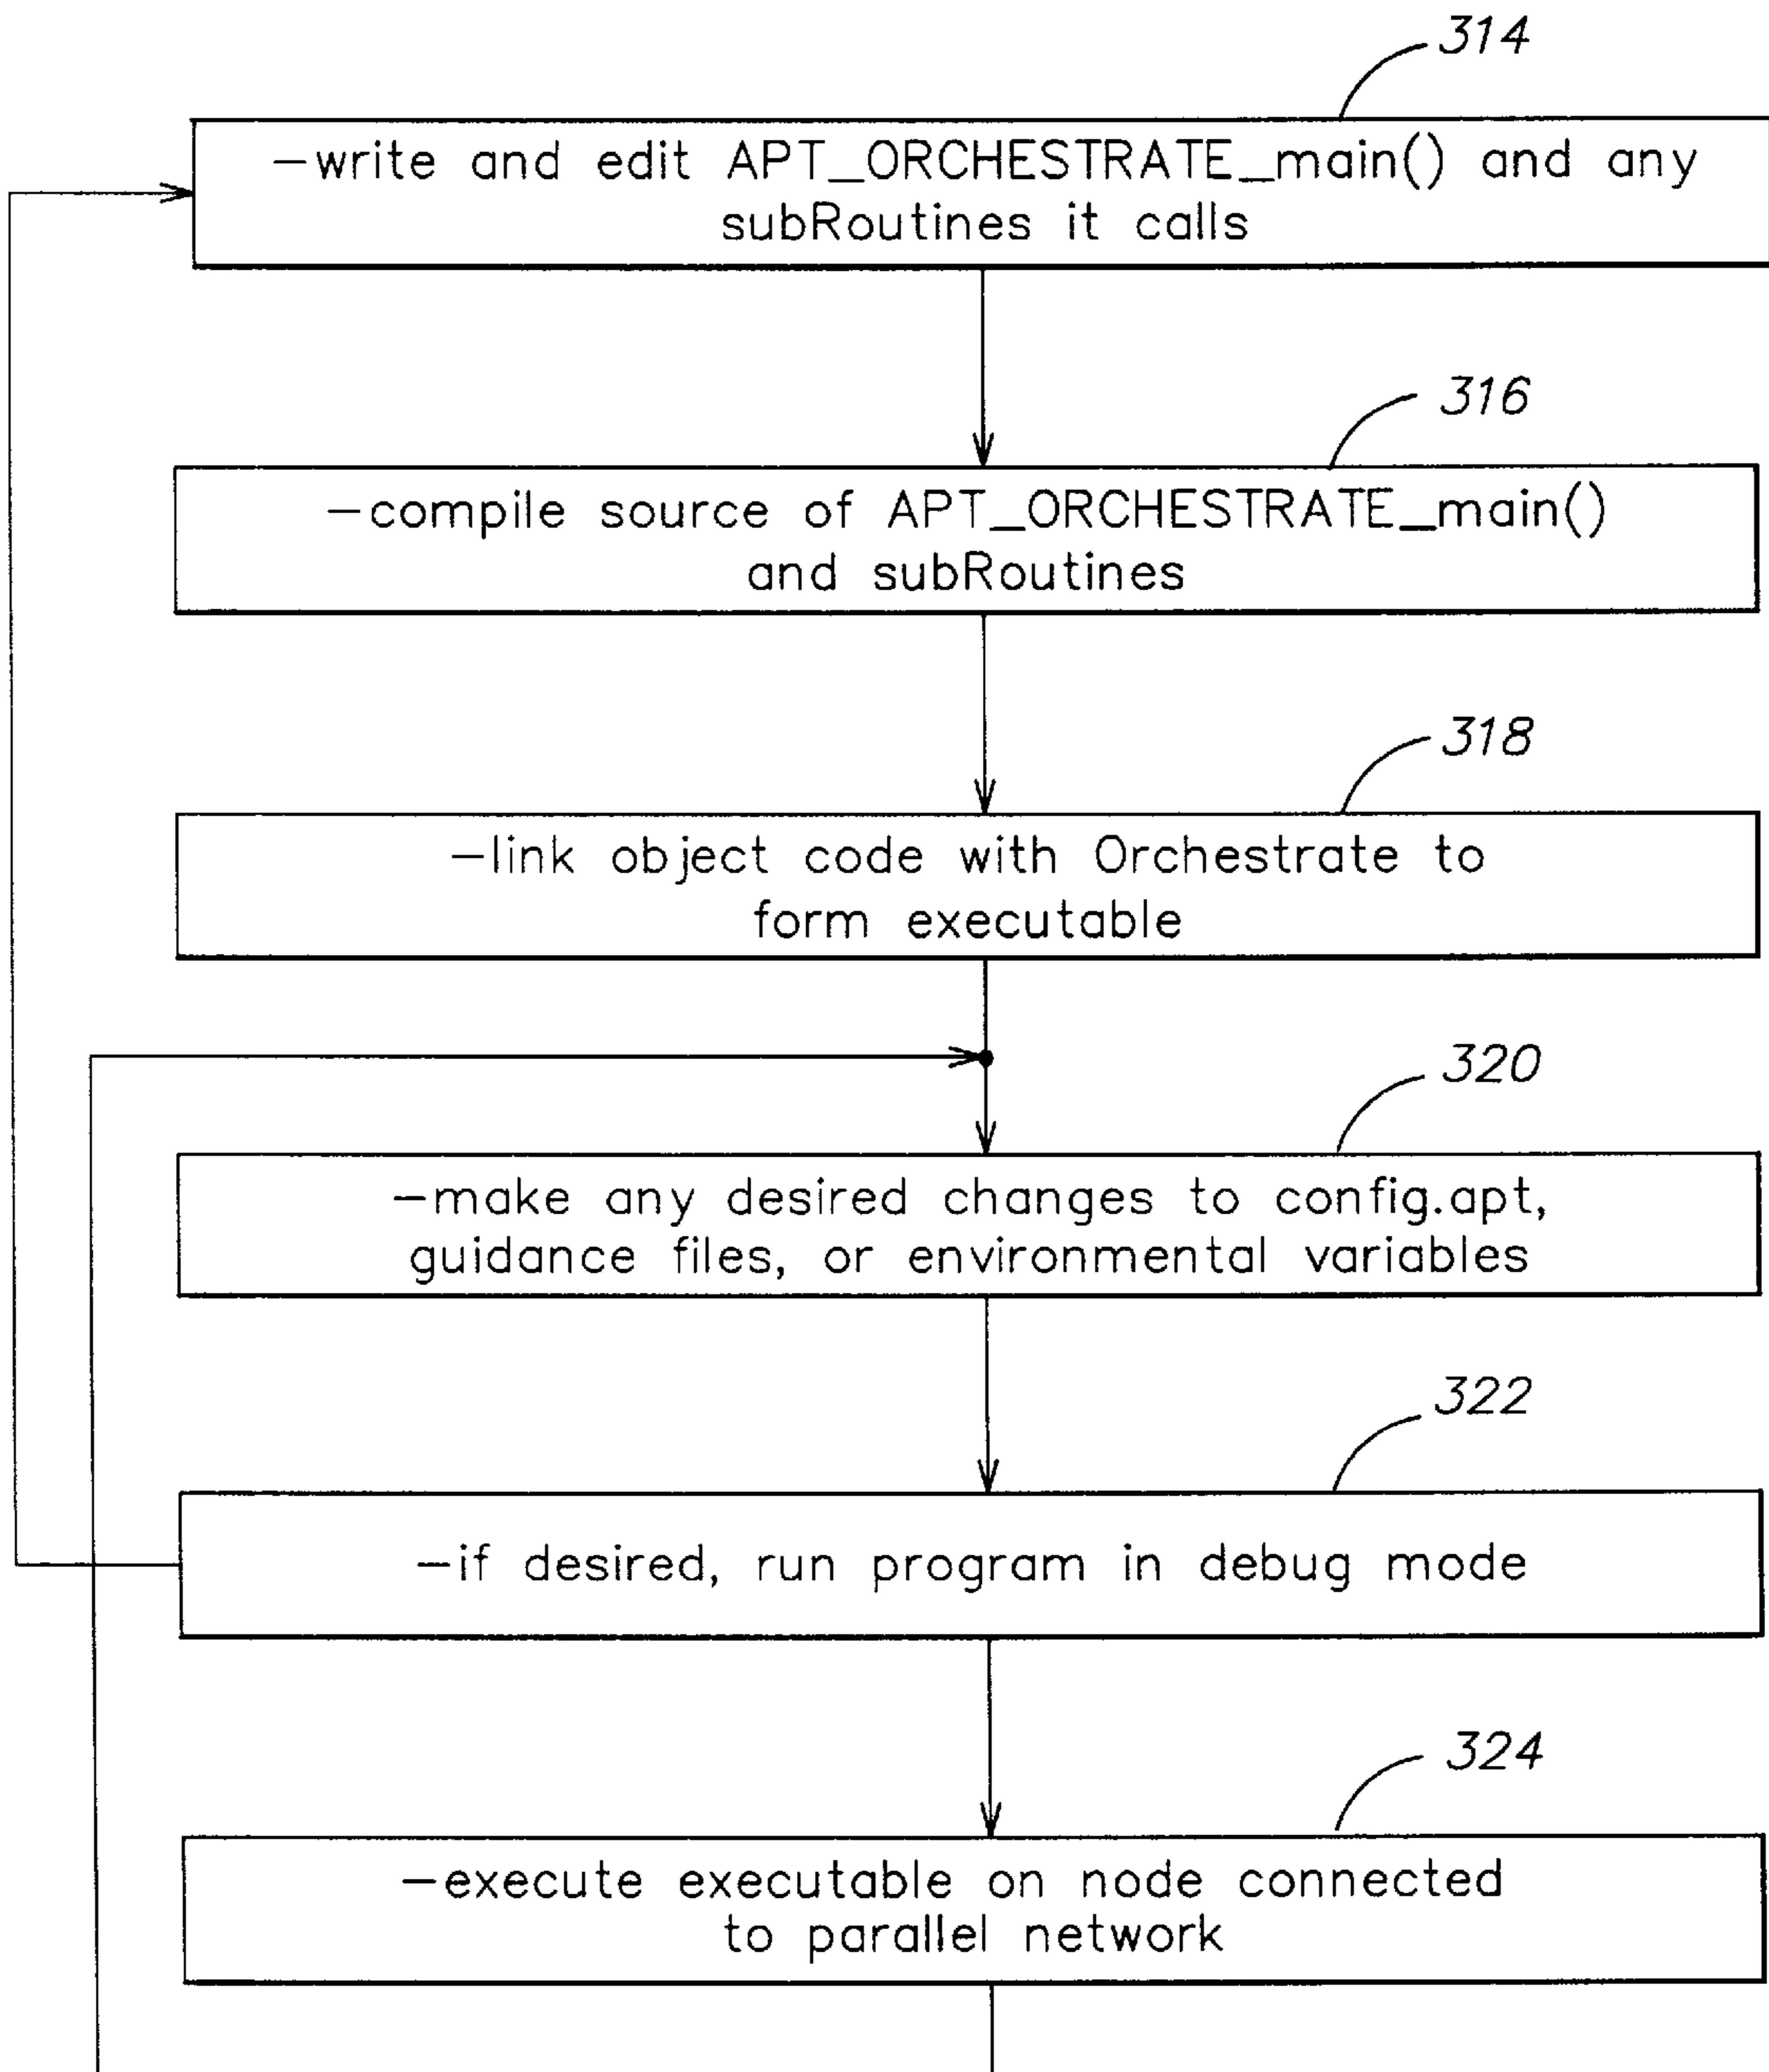 314
-write and edit APT_ORCHESTRATE_main() and any
subRoutines it calls
316
-compile source of APT_ORCHESTRATE_main()
and subRoutines
318
-link object code with Orchestrate to
form executable
320
-make any desired changes to config.apt,
guidance files, or environmental variables
322
-if desired, run program in debug mode
324
-execute executable on node connected
to parallel network